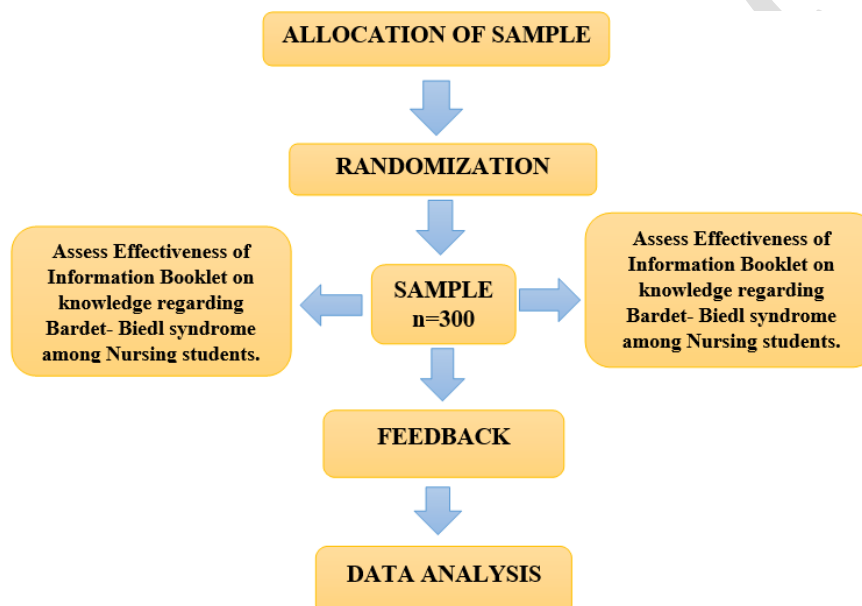 ALLOCATION OF SAMPLE
RANDOMIZATION
Assess Effectiveness of
Information Booklet on
knowledge regarding
Bardet- Biedl syndrome
among Nursing students.
SAMPLE
n=300
Assess Effectiveness of
Information Booklet on
knowledge regarding
Bardet- Biedl syndrome
among Nursing students.
FEEDBACK
DATA ANALYSIS